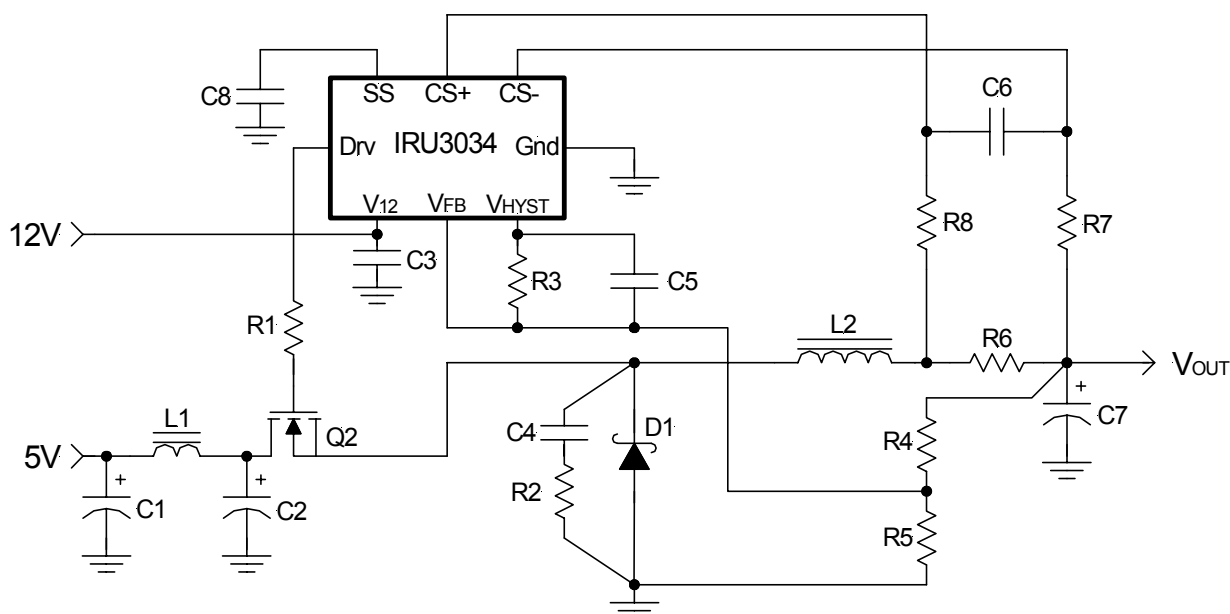 C8
SS CS+ CS-
C6
Drv IRU3034 Gnd
V12 VFB VHYST
R8
R7
12V
C3
R3
C5
R1
L2
R6
VOUT
L1
Q2
C4
D1
+
C7
R4
5V
+
C1
+
C2
R2
R5